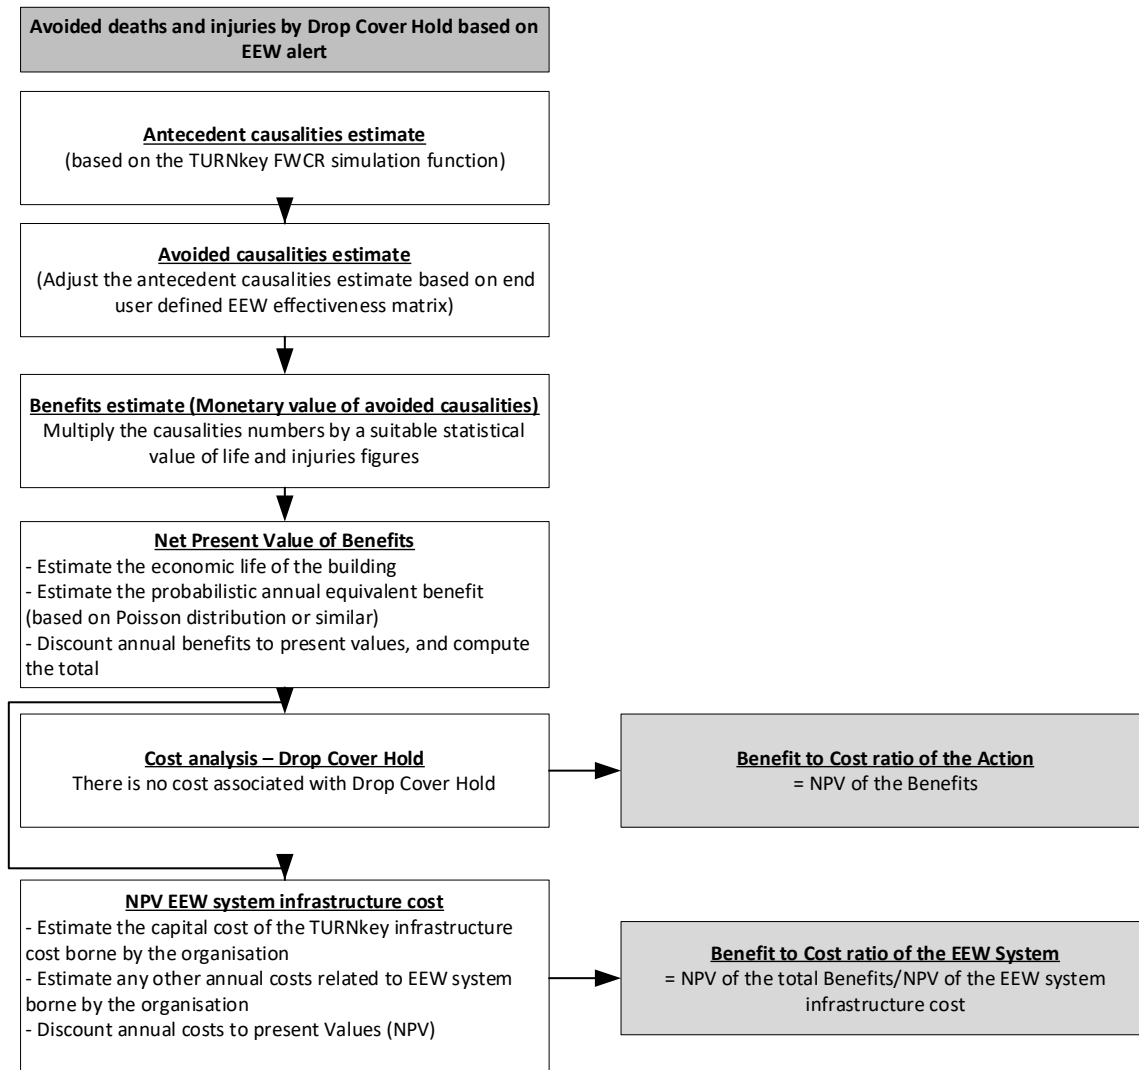 Avoided deaths and injuries by Drop Cover Hold based on
EEW alert
Antecedent causalities estimate
(based on the TURNkey FWCR simulation function)
Avoided causalities estimate
(Adjust the antecedent causalities estimate based on end
user defined EEW effectiveness matrix)
Benefits estimate (Monetary value of avoided causalities)
Multiply the causalities numbers by a suitable statistical
value of life and injuries figures
Net Present Value of Benefits
- Estimate the economic life of the building
- Estimate the probabilistic annual equivalent benefit
(based on Poisson distribution or similar)
- Discount annual benefits to present values, and compute
the total
Cost analysis – Drop Cover Hold
There is no cost associated with Drop Cover Hold
Benefit to Cost ratio of the Action
= NPV of the Benefits
NPV EEW system infrastructure cost
- Estimate the capital cost of the TURNkey infrastructure
cost borne by the organisation
- Estimate any other annual costs related to EEW system
borne by the organisation
- Discount annual costs to present Values (NPV)
Benefit to Cost ratio of the EEW System
= NPV of the total Benefits/NPV of the EEW system
infrastructure cost